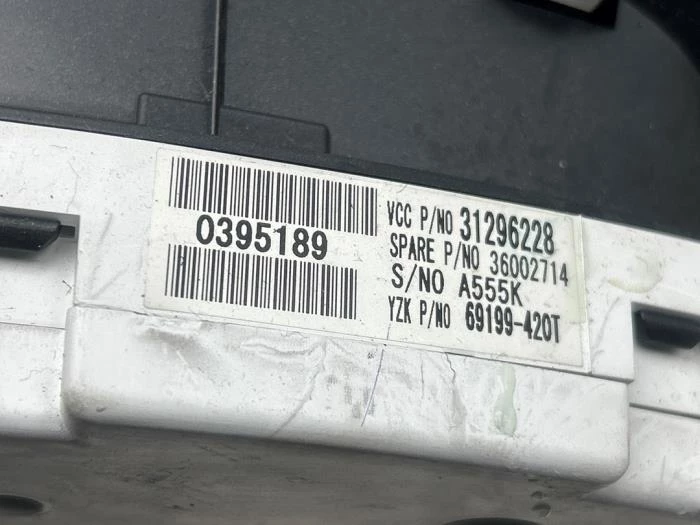 0395189
VCC P/NO 31296228
SPARE P/NO 36002714
S/NO A555K
YZK P/NO 69199-420T